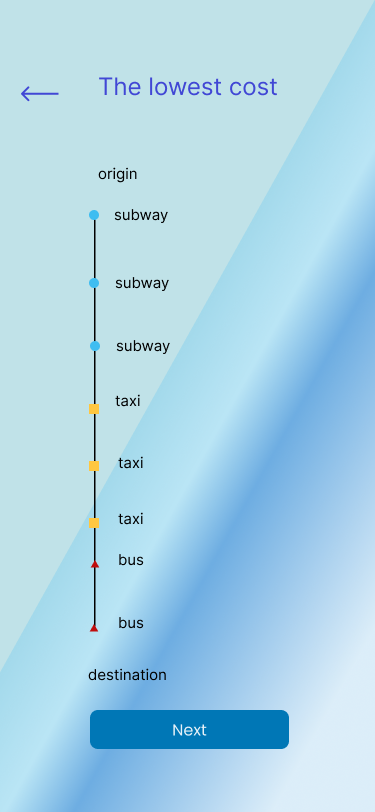 The lowest cost
origin
subway
subway
subway
taxi
taxi
taxi
bus
bus
destination
Next